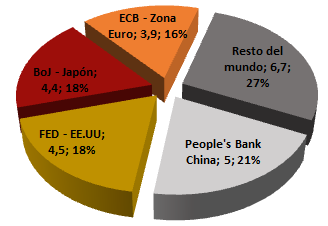 ECB - Zona
Euro; 3,9; 16%
Resto del
mundo; 6,7;
27%
BoJ - Japón;
4,4; 18%
FED - EE.UU;
4,5; 18%
People's Bank
China; 5; 21%